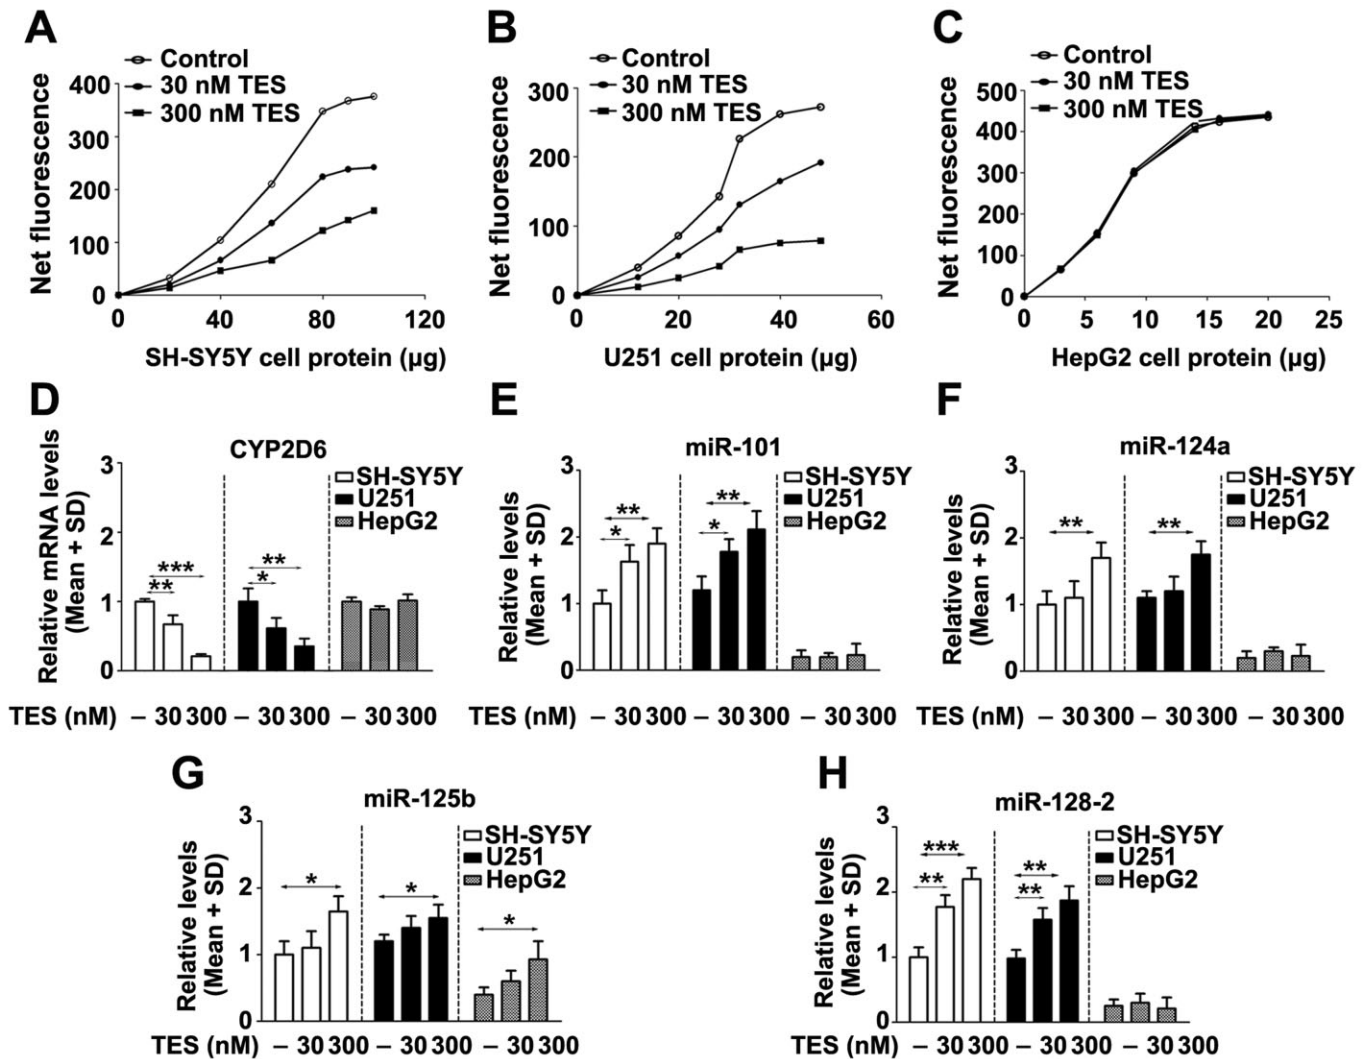 A
Control
30 nM TES
300 nM TES
Net fluorescence
400
300
200
100
0
0 40 80 120
SH-SY5Y cell protein (µg)
B
Control
30 nM TES
300 nM TES
Net fluorescence
300
200
100
0
0 20 40 60
U251 cell protein (µg)
C
Control
30 nM TES
300 nM TES
Net fluorescence
500
400
300
200
100
0
0 5 10 15 20 25
HepG2 cell protein (µg)
D
CYP2D6
Relative mRNA levels
(Mean + SD)
3
2
1
0
SH-SY5Y
U251
HepG2
***
**
**
*
TES (nM) – 30 300 – 30 300 – 30 300
E
miR-101
Relative levels
(Mean + SD)
3
2
1
0
SH-SY5Y
U251
HepG2
**
*
**
*
TES (nM) – 30 300 – 30 300 – 30 300
F
miR-124a
Relative levels
(Mean + SD)
3
2
1
0
SH-SY5Y
U251
HepG2
**
**
TES (nM) – 30 300 – 30 300 – 30 300
G
miR-125b
Relative levels
(Mean + SD)
3
2
1
0
SH-SY5Y
U251
HepG2
*
*
*
TES (nM) – 30 300 – 30 300 – 30 300
H
miR-128-2
Relative levels
(Mean + SD)
3
2
1
0
SH-SY5Y
U251
HepG2
***
**
**
**
TES (nM) – 30 300 – 30 300 – 30 300